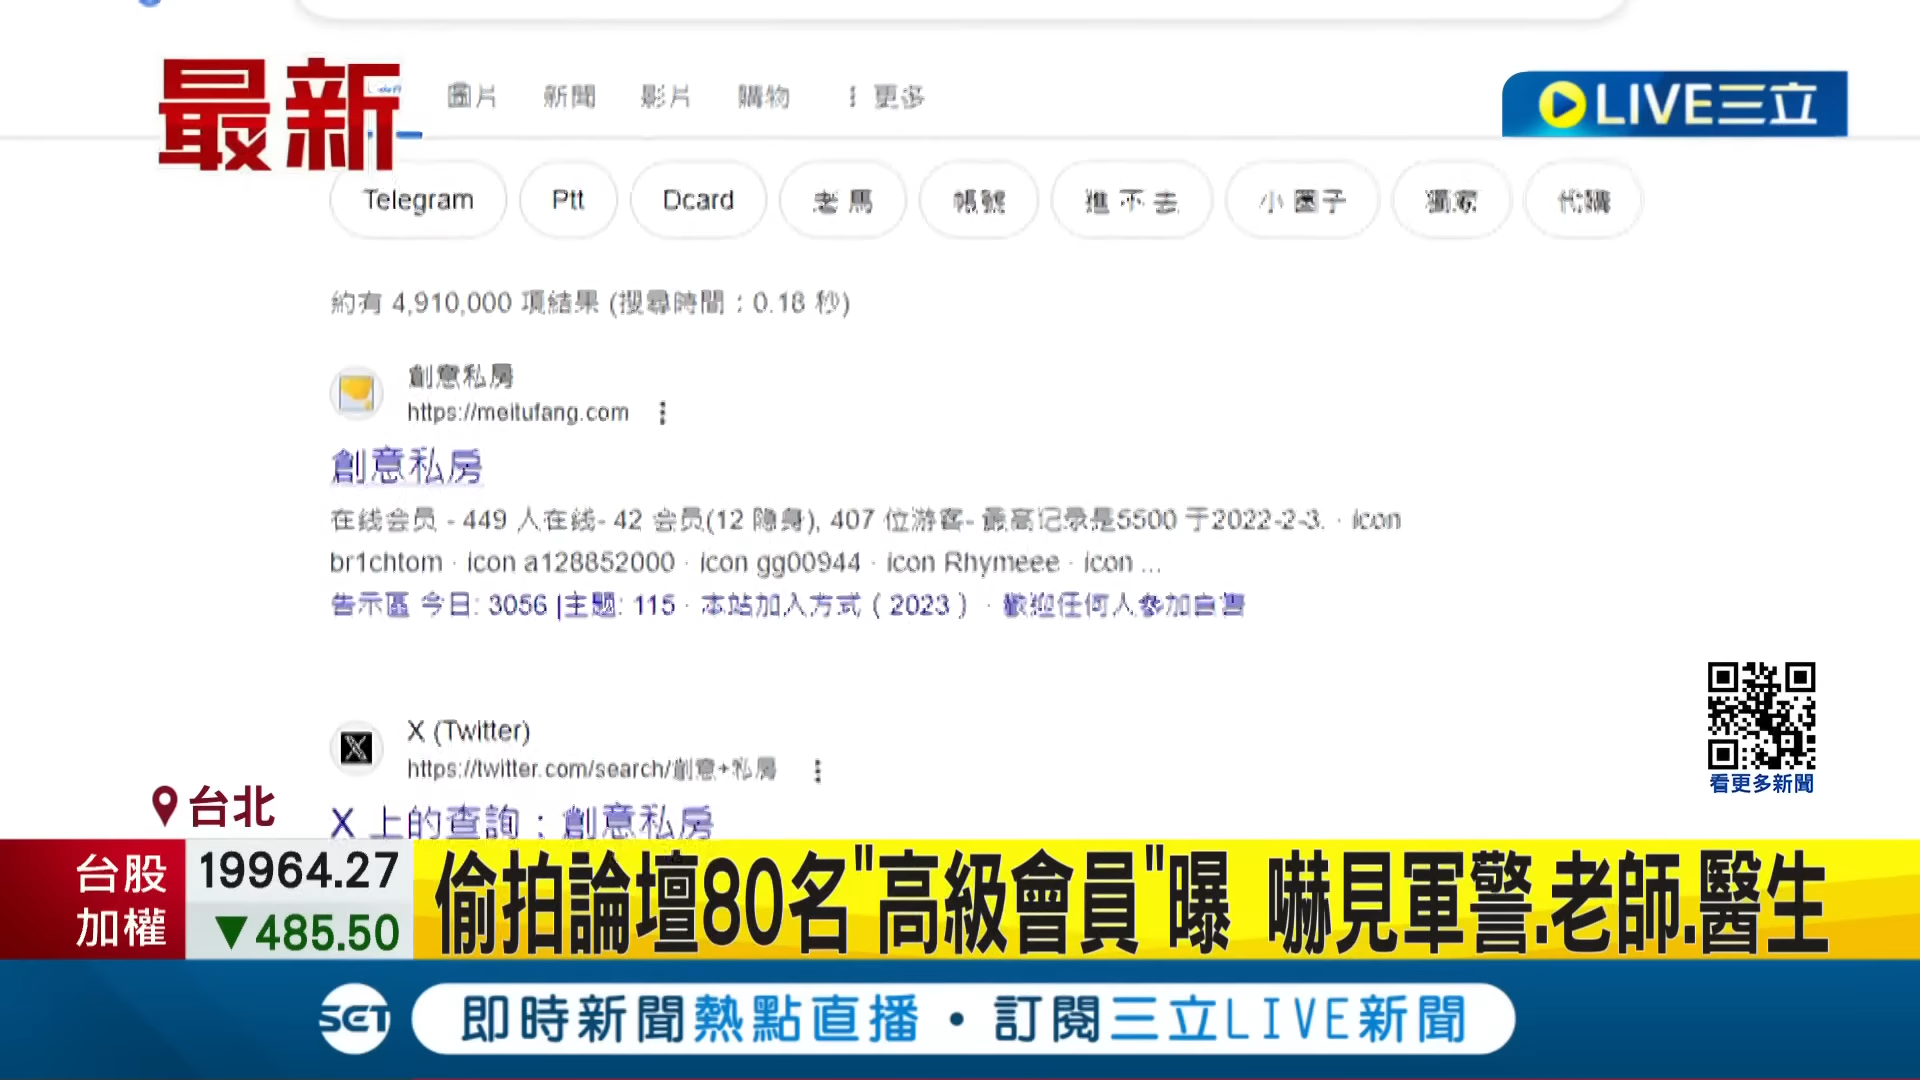 最新
圖片 新聞 影片 購物 ⋮ 更多
LIVE三立
Telegram Ptt Dcard 老 馬 帳號 進 不 去 小 圈子 獨家 代購
約有 4,910,000 項結果 (搜尋時間：0.18 秒)
創意私房
https://meitufang.com ⋮
創意私房
在线会员 - 449 人在线- 42 会员(12 隐身), 407 位游客- 最高记录是5500 于2022-2-3. · icon
br1chtom · icon a128852000 · icon gg00944 · icon Rhymeee · icon ...
告示區 今日: 3056 |主題: 115 · 本站加入方式（2023） · 歡迎任何人參加自書
X (Twitter)
https://twitter.com/search/創意+私房 ⋮
X 上的查詢：創意私房
看更多新聞
台北
台股加權
19964.27
▼485.50
偷拍論壇80名"高級會員"曝 嚇見軍警.老師.醫生
SET 即時新聞熱點直播・訂閱三立LIVE新聞